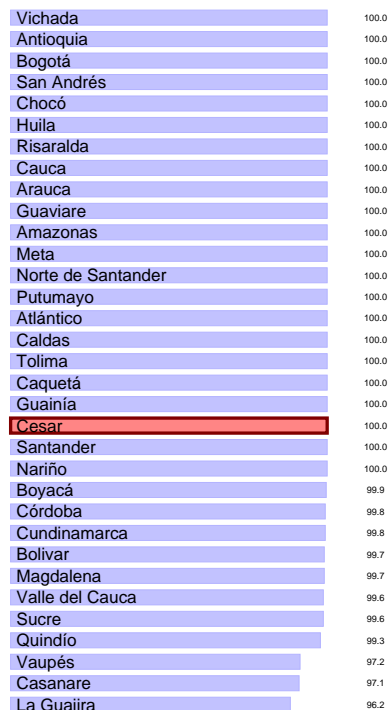 Vichada 100.0
Antioquia 100.0
Bogotá 100.0
San Andrés 100.0
Chocó 100.0
Huila 100.0
Risaralda 100.0
Cauca 100.0
Arauca 100.0
Guaviare 100.0
Amazonas 100.0
Meta 100.0
Norte de Santander 100.0
Putumayo 100.0
Atlántico 100.0
Caldas 100.0
Tolima 100.0
Caquetá 100.0
Guainía 100.0
Cesar 100.0
Santander 100.0
Nariño 100.0
Boyacá 99.9
Córdoba 99.8
Cundinamarca 99.8
Bolivar 99.7
Magdalena 99.7
Valle del Cauca 99.6
Sucre 99.6
Quindío 99.3
Vaupés 97.2
Casanare 97.1
La Guajira 96.2